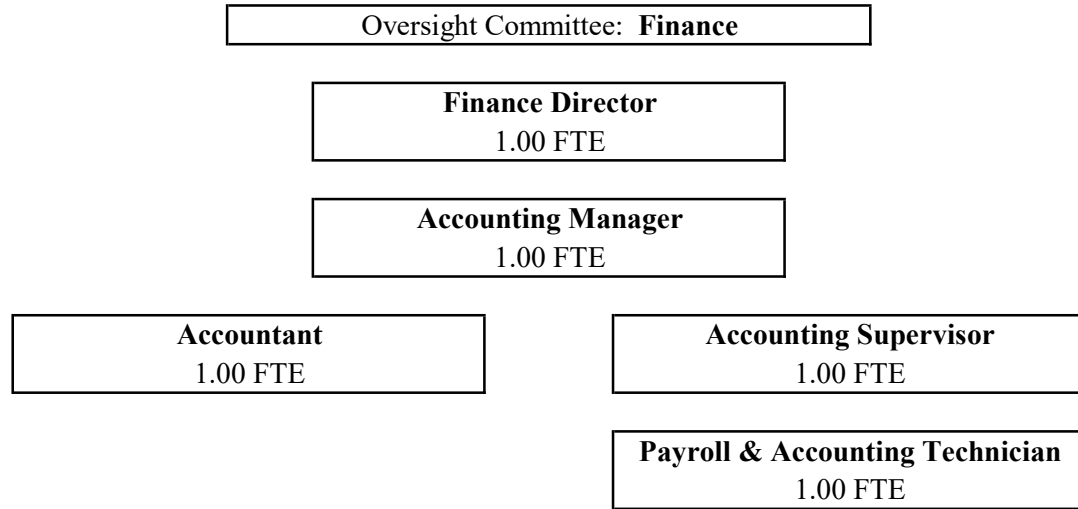 Oversight Committee: Finance
Finance Director
1.00 FTE
Accounting Manager
1.00 FTE
Accountant
1.00 FTE
Accounting Supervisor
1.00 FTE
Payroll & Accounting Technician
1.00 FTE